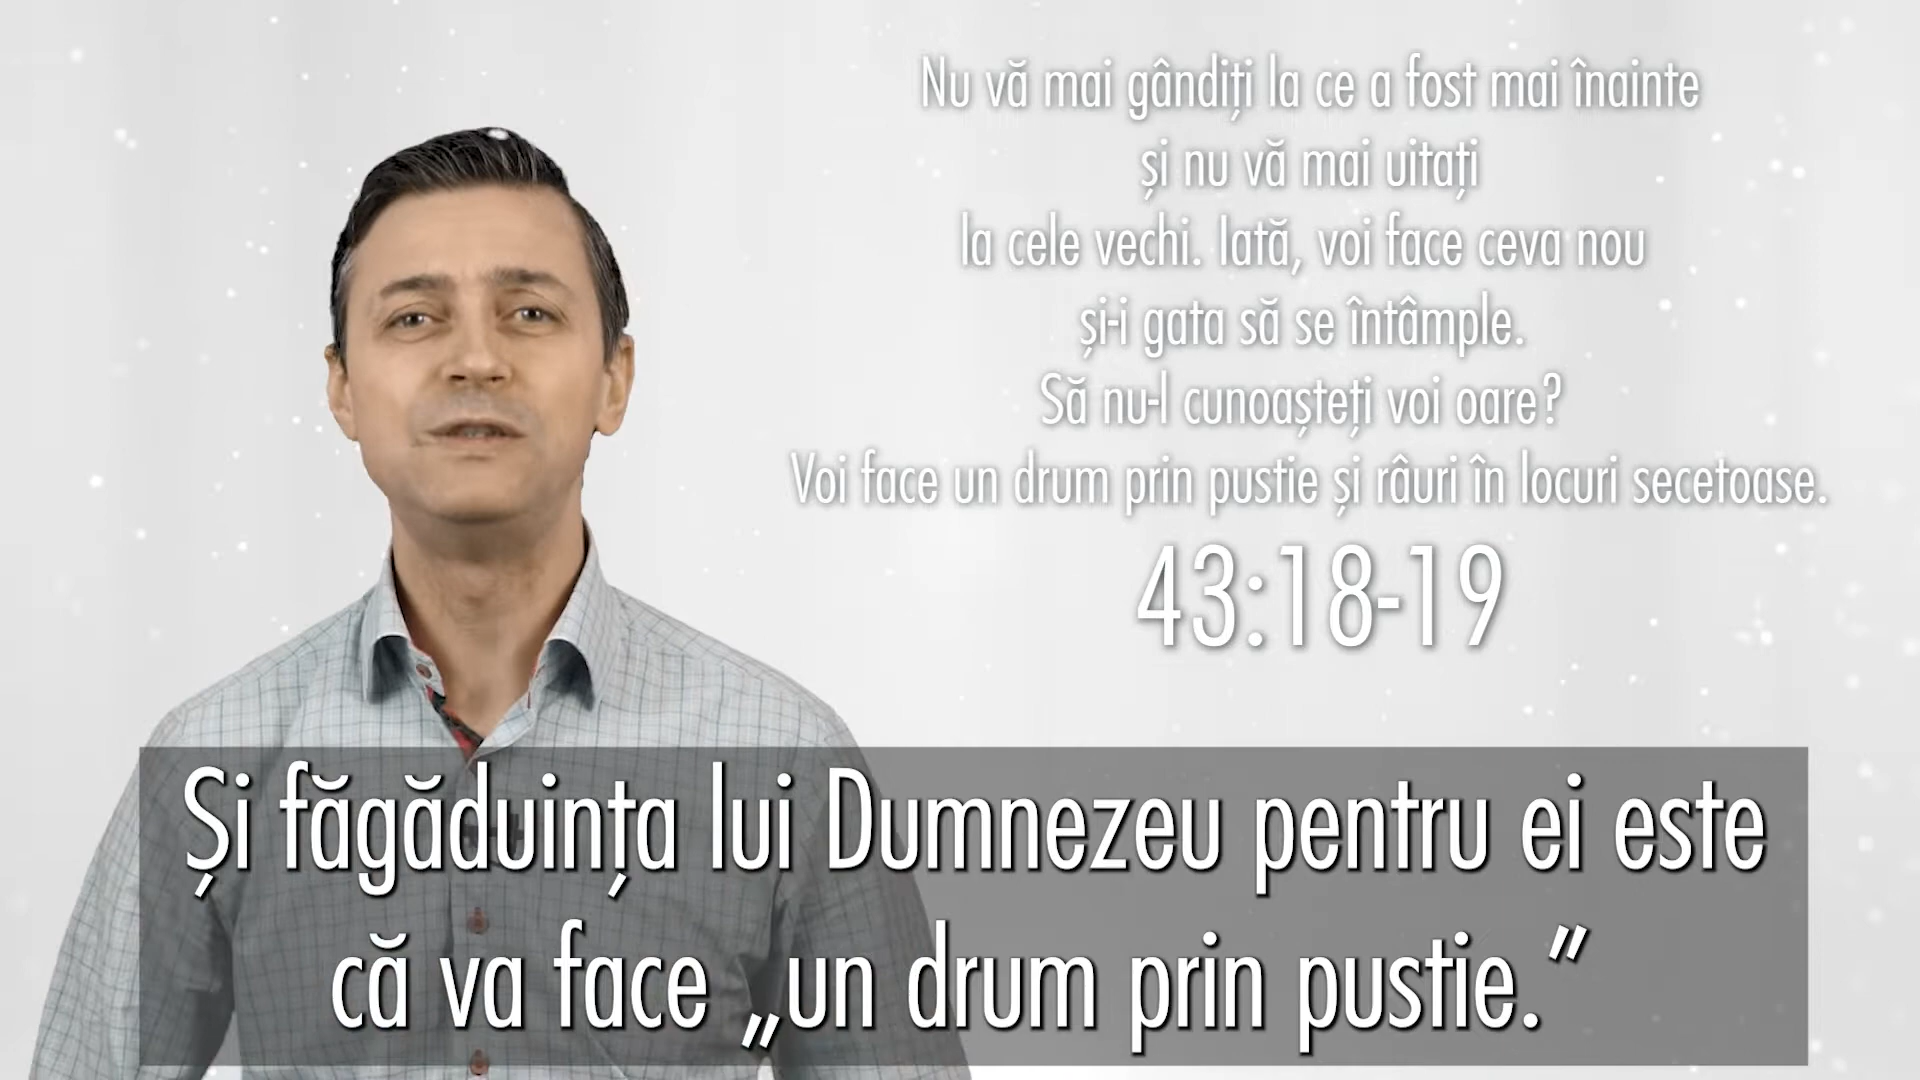 Nu vă mai gândiți la ce a fost mai înainte
și nu vă mai uitați
la cele vechi. Iată, voi face ceva nou
și-i gata să se întâmple.
Să nu-l cunoașteți voi oare?
Voi face un drum prin pustie și râuri în locuri secetoase.
43:18-19
Și făgăduința lui Dumnezeu pentru ei este
că va face „un drum prin pustie.”